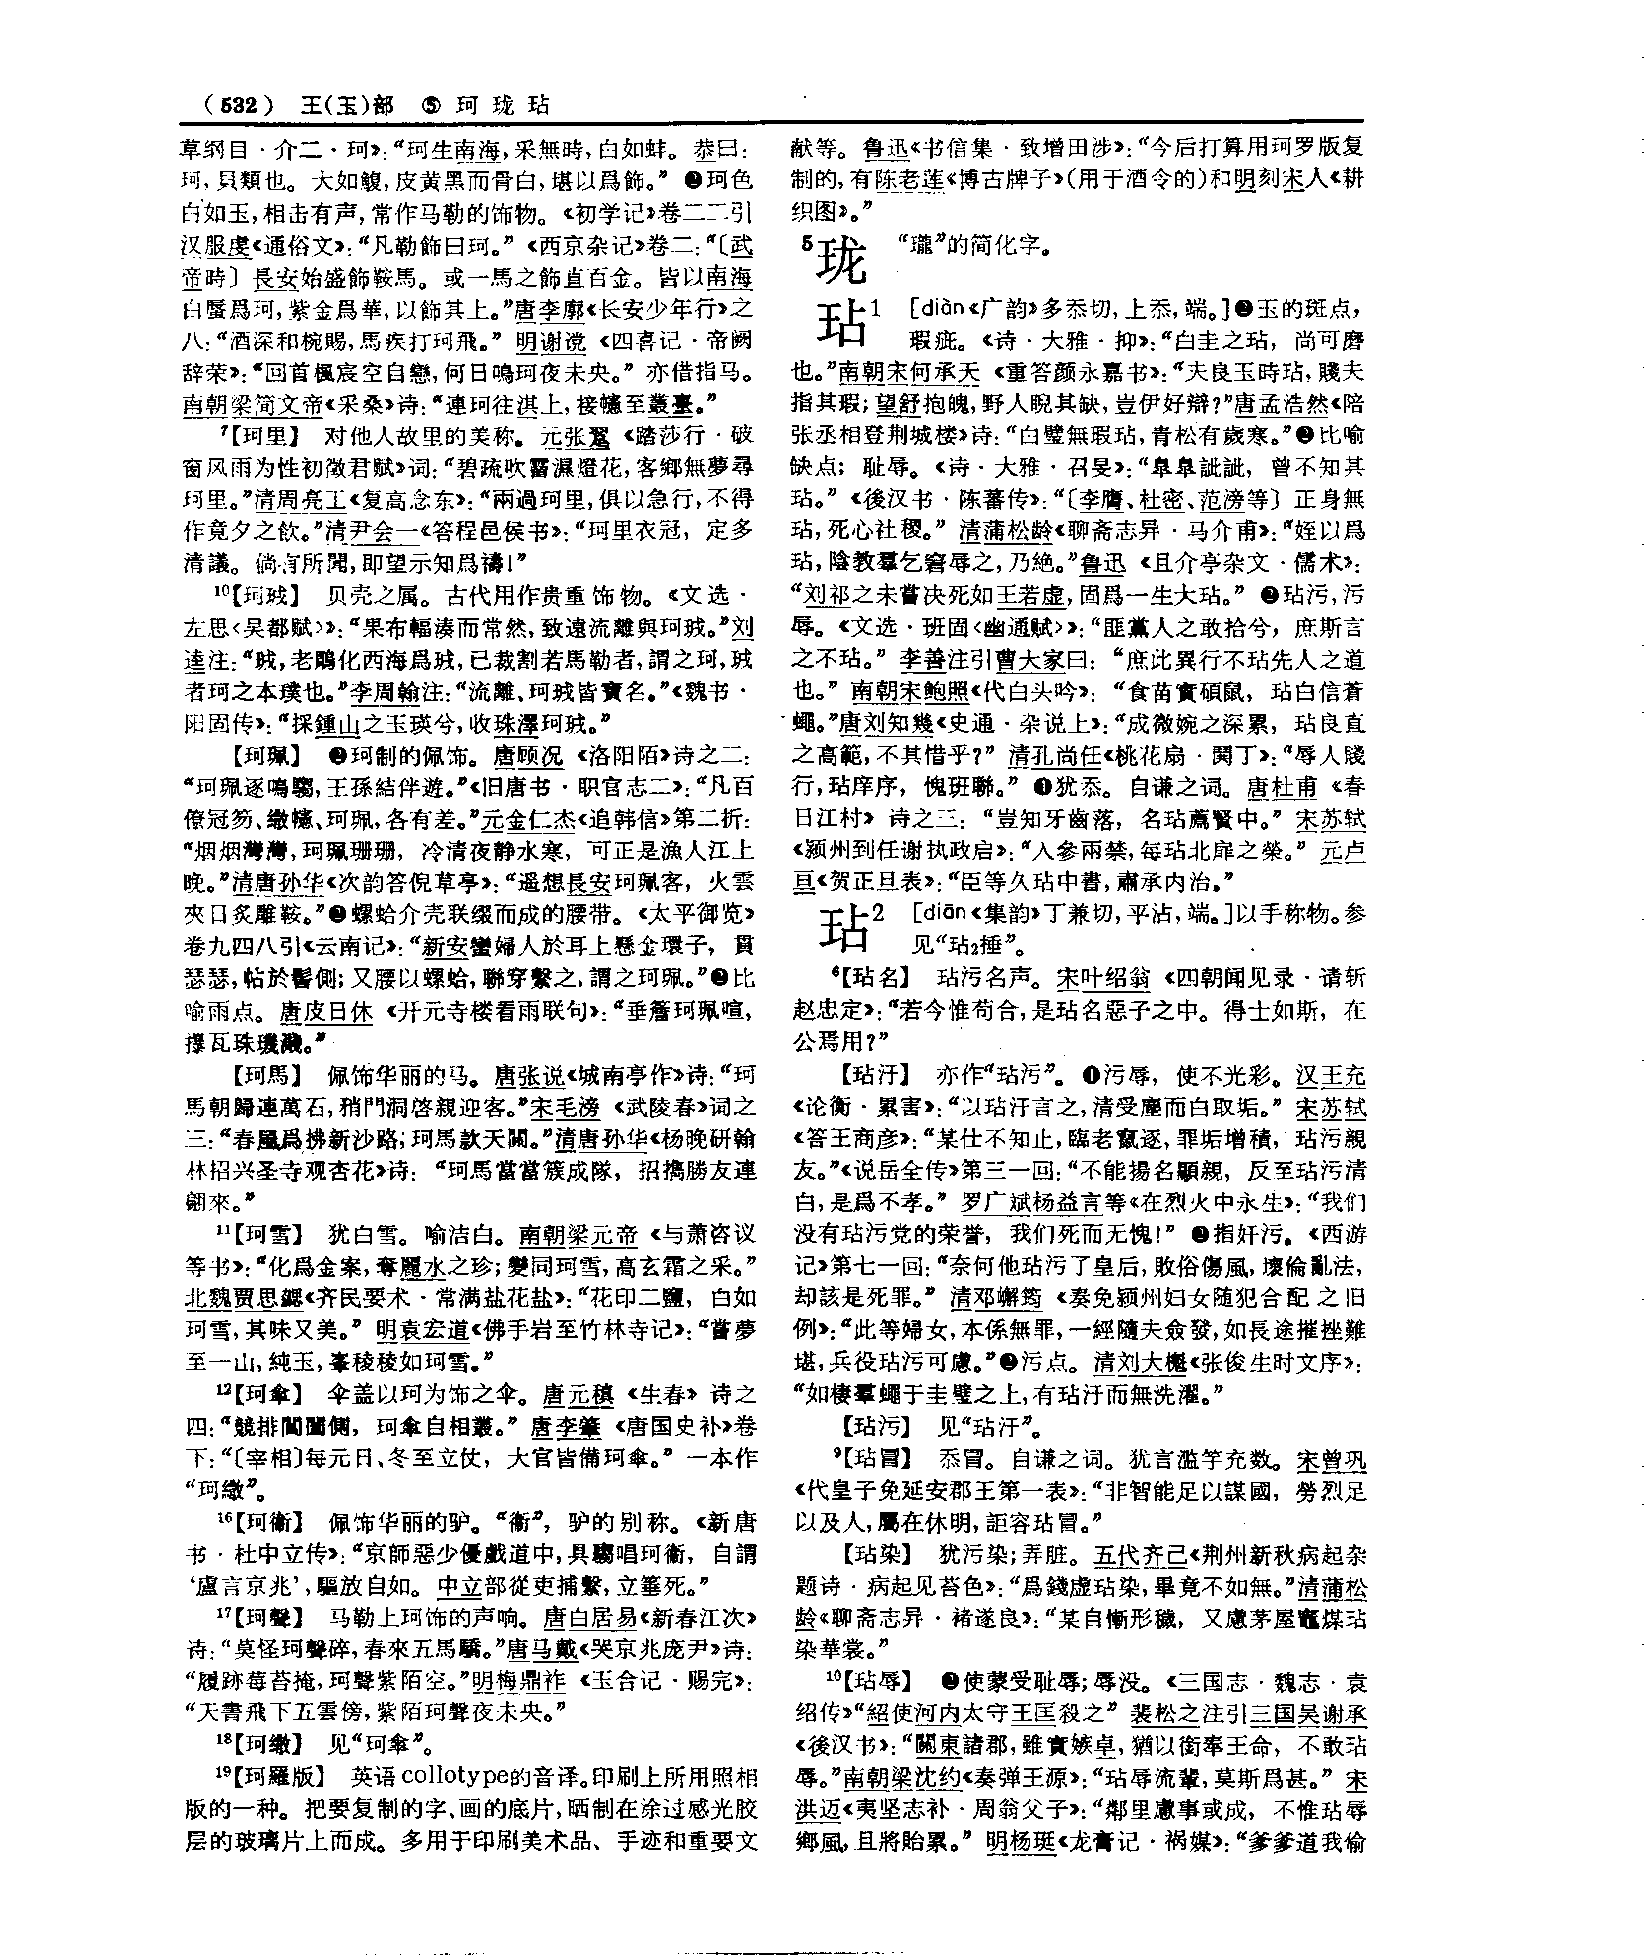 （532） 王(玉)部 ⑤ 珂 珑 玷
草纲目·介二·珂》：“珂生南海，采無時，白如蚌。恭曰：
珂，貝類也。大如鰒，皮黄黑而骨白，堪以爲飾。” ❷珂色
白如玉，相击有声，常作马勒的饰物。《初学记》卷二二引
汉服虔《通俗文》：“凡勒飾曰珂。”《西京杂记》卷二：“〔武
帝時〕長安始盛飾鞍馬。或一馬之飾直百金。皆以南海
白蜃爲珂，紫金爲華，以飾其上。”唐李廓《长安少年行》之
八：“酒深和椀賜，馬疾打珂飛。” 明谢谠《四喜记·帝阙
辞荣》：“回首楓宸空自戀，何日鳴珂夜未央。” 亦借指马。
南朝梁简文帝《采桑》诗：“連珂往淇上，接幰至叢臺。”
7【珂里】 对他人故里的美称。元张翥《踏莎行·破
窗风雨为性初徵君赋》词：“碧疏吹霤濕燈花，客鄉無夢尋
珂里。”清周亮工《复高念东》：“兩過珂里，俱以急行，不得
作竟夕之飲。”清尹会一《答程邑侯书》：“珂里衣冠，定多
清議。倘有所聞，即望示知爲禱！”
10【珂珬】 贝壳之属。古代用作贵重饰物。《文选·
左思〈吴都赋〉》：“果布輻湊而常然，致遠流離與珂珬。”刘
逵注：“珬，老鵰化西海爲珬，已裁割若馬勒者，謂之珂，珬
者珂之本璞也。”李周翰注：“流離、珂珬皆寶名。”《魏书·
阳固传》：“採鍾山之玉瑛兮，收珠澤珂珬。”
【珂珮】 ❶珂制的佩饰。唐顾况《洛阳陌》诗之二：
“珂珮逐鳴騶，王孫結伴遊。”《旧唐书·职官志二》：“凡百
僚冠笏、繖幰、珂珮，各有差。”元金仁杰《追韩信》第二折：
“烟烟灣灣，珂珮珊珊，冷清夜静水寒，可正是漁人江上
晚。”清唐孙华《次韵答倪草亭》：“遥想長安珂珮客，火雲
夾日炙雕鞍。”❷螺蛤介壳联缀而成的腰带。《太平御览》
卷九四八引《云南记》：“新安蠻婦人於耳上懸金環子，貫
瑟瑟，帖於髻側；又腰以螺蛤，聯穿繫之，謂之珂珮。”❸比
喻雨点。唐皮日休《开元寺楼看雨联句》：“垂簷珂珮喧，
㩧瓦珠璣濺。”
【珂馬】 佩饰华丽的马。唐张说《城南亭作》诗：“珂
馬朝歸連萬石，稍門洞啓親迎客。”宋毛滂《武陵春》词之
三：“春風爲拂新沙路，珂馬款天關。”清唐孙华《杨晚研翰
林招兴圣寺观杏花》诗：“珂馬當當簇成隊，招擕勝友連
翩來。”
11【珂雪】 犹白雪。喻洁白。南朝梁元帝《与萧咨议
等书》：“化爲金案，奪麗水之珍；變同珂雪，高玄霜之采。”
北魏贾思勰《齐民要术·常满盐花盐》：“花印二鹽，白如
珂雪，其味又美。” 明袁宏道《佛手岩至竹林寺记》：“嘗夢
至一山，純玉，峯稜稜如珂雪。”
12【珂傘】 伞盖以珂为饰之伞。唐元稹《生春》诗之
四：“競排閶闔側，珂傘自相叢。” 唐李肇《唐国史补》卷
下：“〔宰相〕每元日、冬至立仗，大官皆備珂傘。” 一本作
“珂繖”。
16【珂衛】 佩饰华丽的驴。“衛”，驴的别称。《新唐
书·杜中立传》：“京師惡少優戲道中，具騶唱珂衛，自謂
‘盧言京兆’，驅放自如。中立部從吏捕繫，立箠死。”
17【珂聲】 马勒上珂饰的声响。唐白居易《新春江次》
诗：“莫怪珂聲碎，春來五馬驕。”唐马戴《哭京兆庞尹》诗：
“履跡莓苔掩，珂聲紫陌空。”明梅鼎祚《玉合记·赐完》：
“天書飛下五雲傍，紫陌珂聲夜未央。”
18【珂繖】 见“珂傘”。
19【珂羅版】 英语collotype的音译。印刷上所用照相
版的一种。把要复制的字、画的底片，晒制在涂过感光胶
层的玻璃片上而成。多用于印刷美术品、手迹和重要文
献等。鲁迅《书信集·致增田涉》：“今后打算用珂罗版复
制的，有陈老莲《博古牌子》（用于酒令的）和明刻宋人《耕
织图》。”
5珑 “瓏”的简化字。
玷1 [diàn《广韵》多忝切，上忝，端。]❶玉的斑点，
瑕疵。《诗·大雅·抑》：“白圭之玷，尚可磨
也。”南朝宋何承天《重答颜永嘉书》：“夫良玉時玷，賤夫
指其瑕；望舒抱魄，野人睨其缺，豈伊好辯？”唐孟浩然《陪
张丞相登荆城楼》诗：“白璧無瑕玷，青松有歲寒。”❷比喻
缺点；耻辱。《诗·大雅·召旻》：“皋皋訿訿，曾不知其
玷。”《後汉书·陈蕃传》：“〔李膺、杜密、范滂等〕正身無
玷，死心社稷。” 清蒲松龄《聊斋志异·马介甫》：“姪以爲
玷，陰教羣乞窘辱之，乃絶。”鲁迅《且介亭杂文·儒术》：
“刘祁之未嘗决死如王若虚，固爲一生大玷。” ❸玷污，污
辱。《文选·班固〈幽通赋〉》：“匪黨人之敢拾兮，庶斯言
之不玷。” 李善注引曹大家曰：“庶此異行不玷先人之道
也。” 南朝宋鲍照《代白头吟》：“食苗實碩鼠，玷白信蒼
蠅。”唐刘知幾《史通·杂说上》：“成微婉之深累，玷良直
之高範，不其惜乎？” 清孔尚任《桃花扇·鬨丁》：“辱人賤
行，玷庠序，愧班聯。” ❹犹忝。自谦之词。唐杜甫《春
日江村》诗之三：“豈知牙齒落，名玷薦賢中。” 宋苏轼
《颍州到任谢执政启》：“入參兩禁，每玷北扉之榮。” 元卢
亘《贺正旦表》：“臣等久玷中書，肅承内治。”
玷2 [diān《集韵》丁兼切，平沾，端。]以手称物。参
见“玷2捶”。
6【玷名】 玷污名声。宋叶绍翁《四朝闻见录·请斩
赵忠定》：“若今惟苟合，是玷名惡子之中。得士如斯，在
公焉用？”
【玷汙】 亦作“玷污”。❶污辱，使不光彩。汉王充
《论衡·累害》：“以玷汙言之，清受塵而白取垢。” 宋苏轼
《答王商彦》：“某仕不知止，臨老竄逐，罪垢增積，玷污親
友。”《说岳全传》第三一回：“不能揚名顯親，反至玷污清
白，是爲不孝。” 罗广斌杨益言等《在烈火中永生》：“我们
没有玷污党的荣誉，我们死而无愧！” ❷指奸污。《西游
记》第七一回：“奈何他玷污了皇后，敗俗傷風，壞倫亂法，
却該是死罪。” 清邓㵾筠《奏免颍州妇女随犯合配之旧
例》：“此等婦女，本係無罪，一經隨夫僉發，如長途摧挫難
堪，兵役玷污可慮。”❸污点。清刘大櫆《张俊生时文序》：
“如棲羣蠅于圭璧之上，有玷汙而無洗濯。”
【玷污】 见“玷汙”。
9【玷冒】 忝冒。自谦之词。犹言滥竽充数。宋曾巩
《代皇子免延安郡王第一表》：“非智能足以謀國，勞烈足
以及人，屬在休明，詎容玷冒。”
【玷染】 犹污染；弄脏。五代齐己《荆州新秋病起杂
题诗·病起见苔色》：“爲錢虚玷染，畢竟不如無。”清蒲松
龄《聊斋志异·褚遂良》：“某自慚形穢，又慮茅屋竈煤玷
染華裳。”
10【玷辱】 ❶使蒙受耻辱；辱没。《三国志·魏志·袁
绍传》“紹使河内太守王匡殺之” 裴松之注引三国吴谢承
《後汉书》：“關東諸郡，雖實嫉卓，猶以銜奉王命，不敢玷
辱。”南朝梁沈约《奏弹王源》：“玷辱流輩，莫斯爲甚。” 宋
洪迈《夷坚志补·周翁父子》：“鄰里慮事或成，不惟玷辱
鄉風，且將貽累。” 明杨珽《龙膏记·祸媒》：“爹爹道我偷